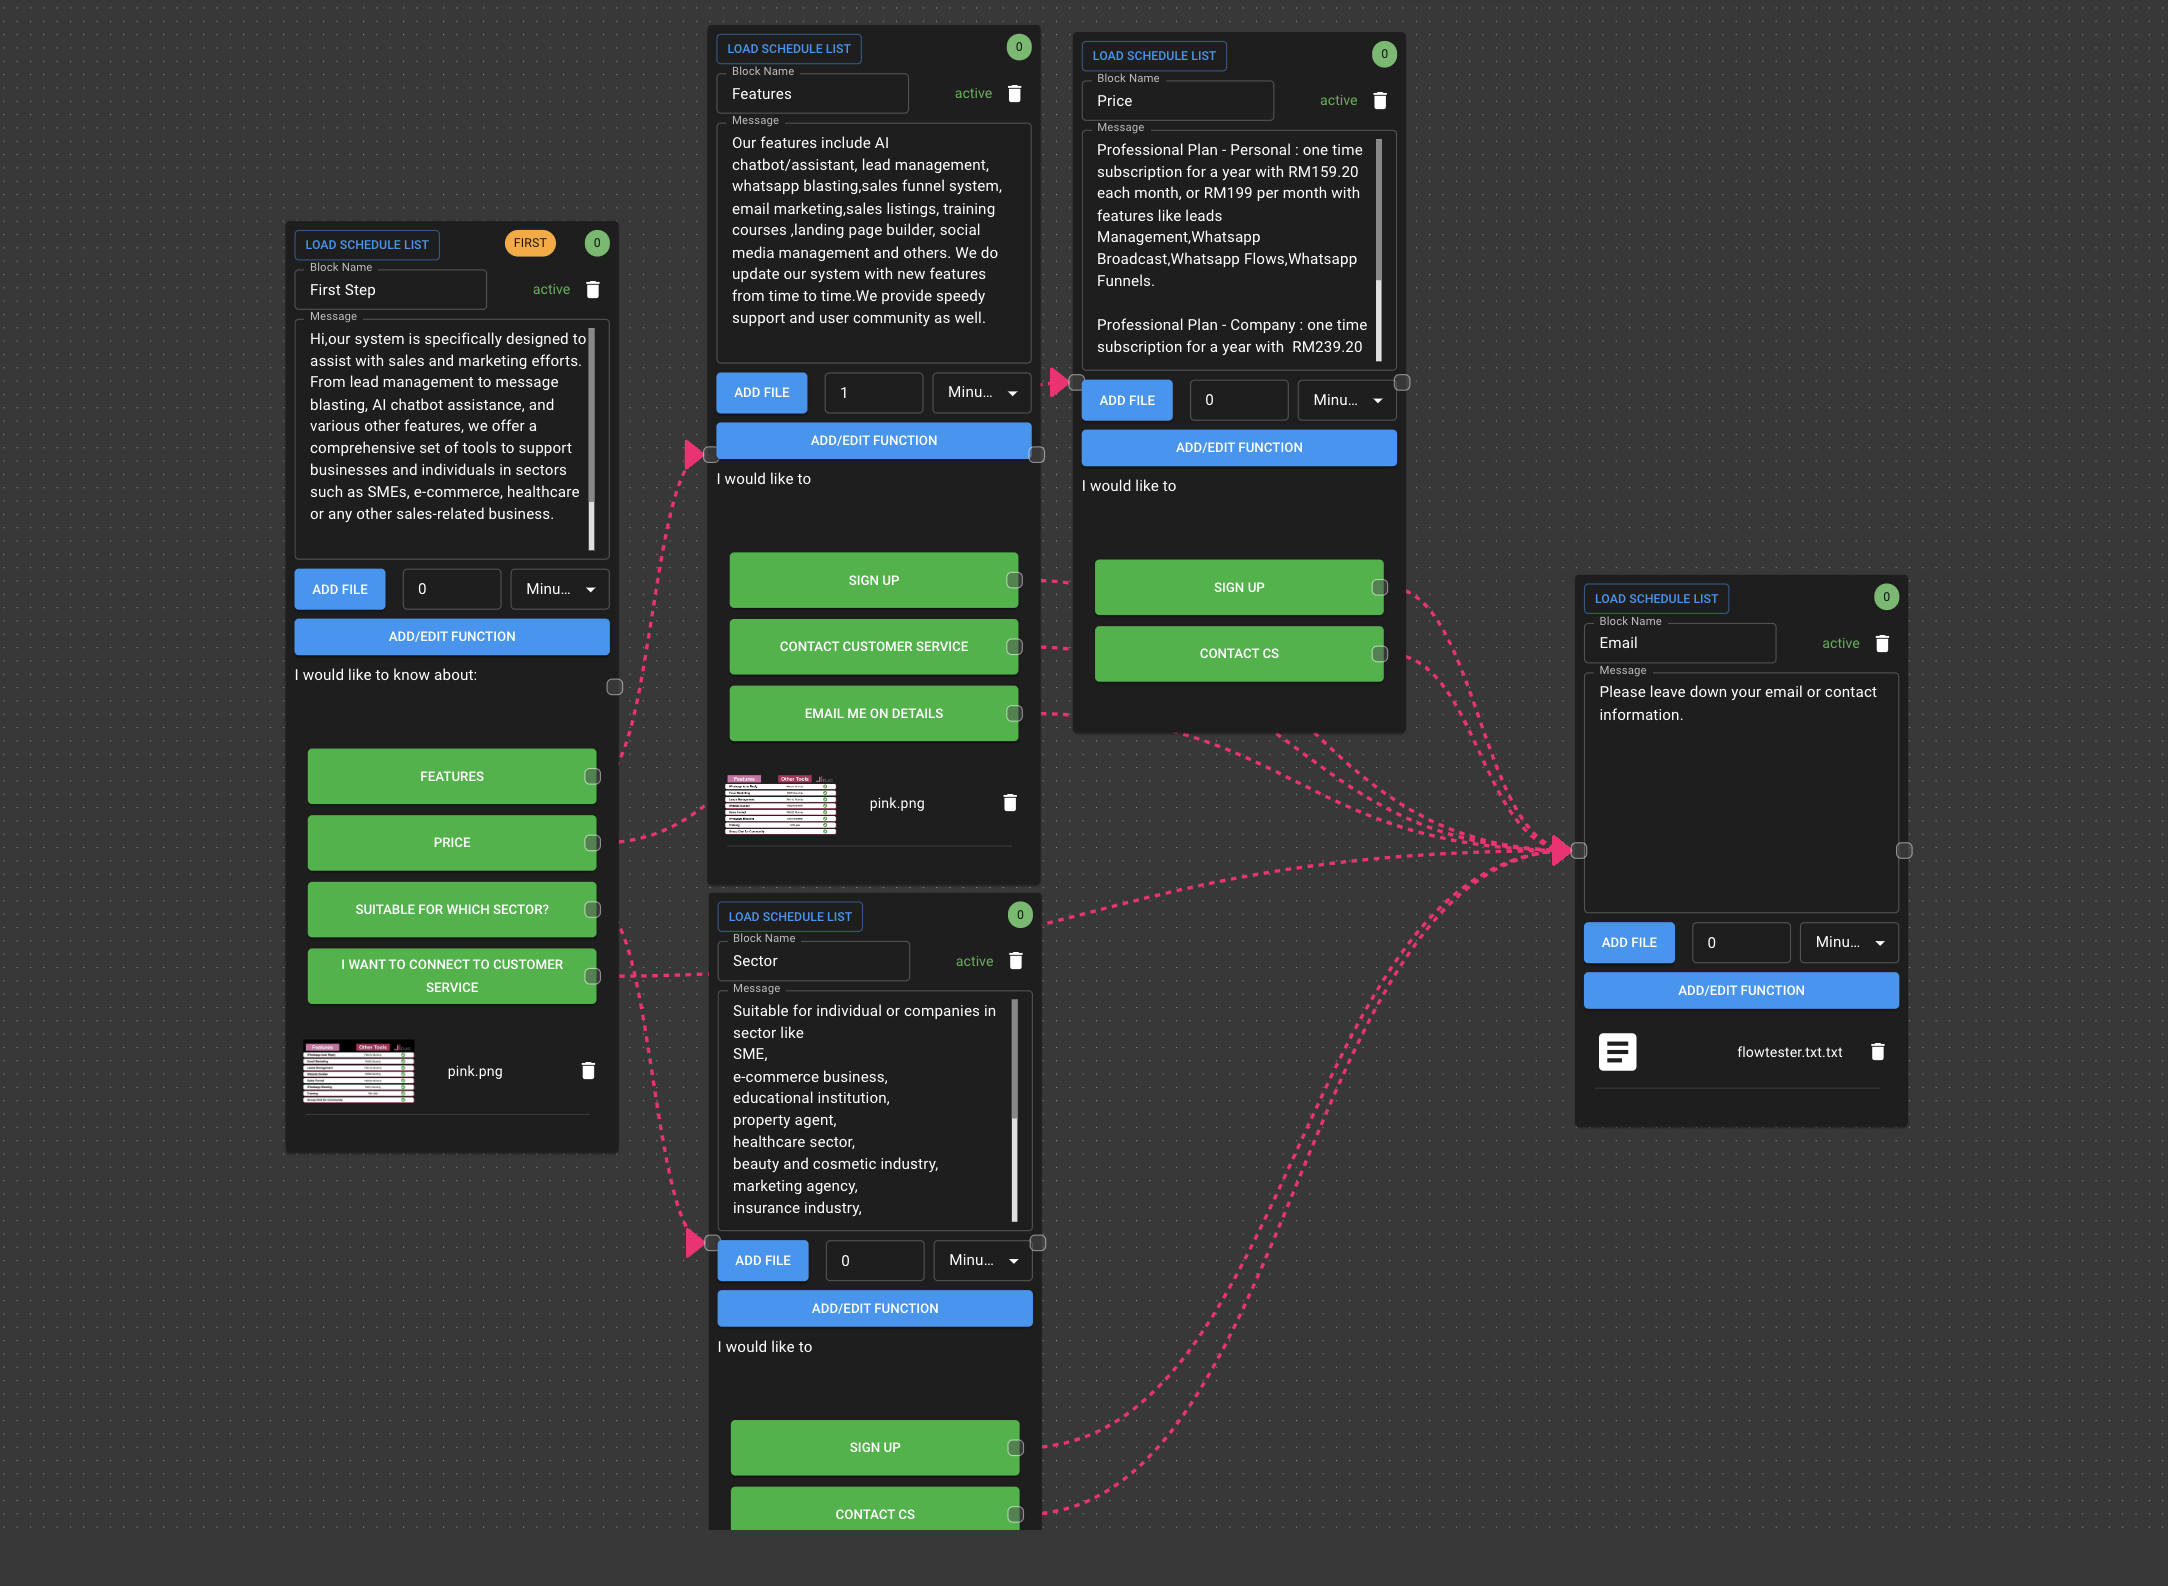 LOAD SCHEDULE LIST
FIRST
0
Block Name
First Step
active
Message
Hi,our system is specifically designed to
assist with sales and marketing efforts.
From lead management to message
blasting, AI chatbot assistance, and
various other features, we offer a
comprehensive set of tools to support
businesses and individuals in sectors
such as SMEs, e-commerce, healthcare
or any other sales-related business.
ADD FILE
0
Minu...
ADD/EDIT FUNCTION
I would like to know about:
FEATURES
PRICE
SUITABLE FOR WHICH SECTOR?
I WANT TO CONNECT TO CUSTOMER
SERVICE
Features
Other Tools
pink.png
LOAD SCHEDULE LIST
0
Block Name
Features
active
Message
Our features include AI
chatbot/assistant, lead management,
whatsapp blasting,sales funnel system,
email marketing,sales listings, training
courses ,landing page builder, social
media management and others. We do
update our system with new features
from time to time.We provide speedy
support and user community as well.
ADD FILE
1
Minu...
ADD/EDIT FUNCTION
I would like to
SIGN UP
CONTACT CUSTOMER SERVICE
EMAIL ME ON DETAILS
Features
Other Tools
pink.png
LOAD SCHEDULE LIST
0
Block Name
Price
active
Message
Professional Plan - Personal : one time
subscription for a year with RM159.20
each month, or RM199 per month with
features like leads
Management,Whatsapp
Broadcast,Whatsapp Flows,Whatsapp
Funnels.
Professional Plan - Company : one time
subscription for a year with  RM239.20
ADD FILE
0
Minu...
ADD/EDIT FUNCTION
I would like to
SIGN UP
CONTACT CS
LOAD SCHEDULE LIST
0
Block Name
Sector
active
Message
Suitable for individual or companies in
sector like
SME,
e-commerce business,
educational institution,
property agent,
healthcare sector,
beauty and cosmetic industry,
marketing agency,
insurance industry,
ADD FILE
0
Minu...
ADD/EDIT FUNCTION
I would like to
SIGN UP
CONTACT CS
LOAD SCHEDULE LIST
0
Block Name
Email
active
Message
Please leave down your email or contact
information.
ADD FILE
0
Minu...
ADD/EDIT FUNCTION
flowtester.txt.txt